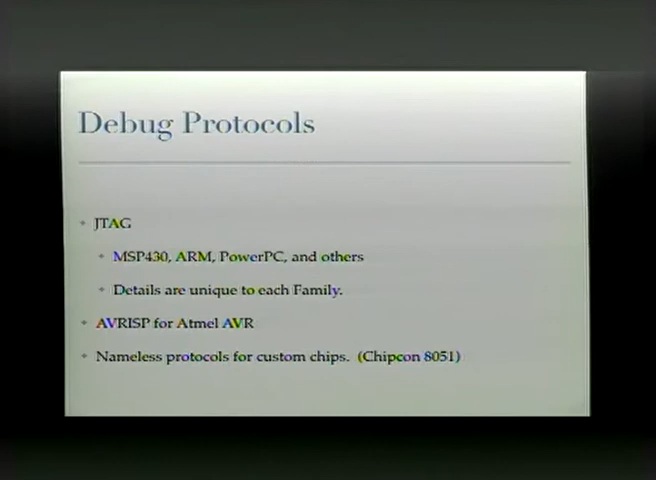 Debug Protocols
JTAG
MSP430, ARM, PowerPC, and others
Details are unique to each Family.
AVRISP for Atmel AVR
Nameless protocols for custom chips. (Chipcon 8051)